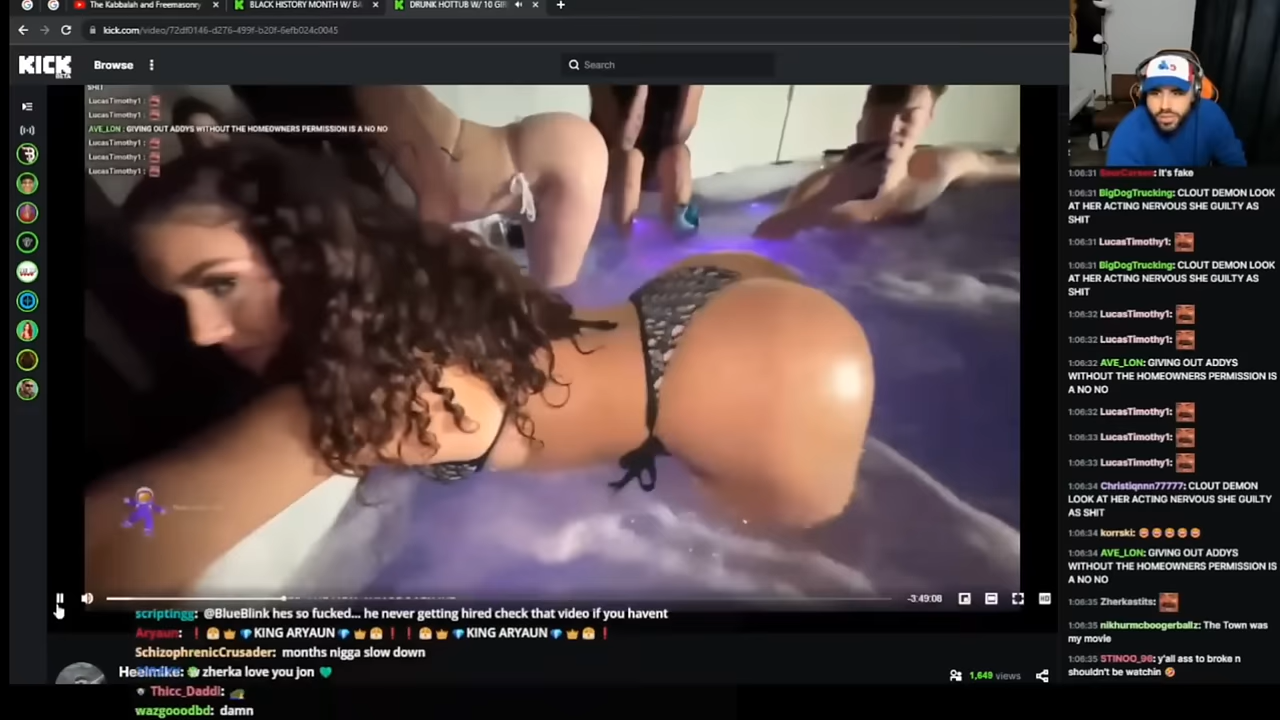 The Kabbalah and Freemasonry
BLACK HISTORY MONTH W/ BA
DRUNK HOTTUB W/ 10 GIR
kick.com/video/72df0146-d276-499f-b20f-6efb024c0045
KICK
BETA
Browse
Search
SHIT
LucasTimothy1 :
LucasTimothy1 :
AVE_LON : GIVING OUT ADDYS WITHOUT THE HOMEOWNERS PERMISSION IS A NO NO
LucasTimothy1 :
LucasTimothy1 :
LucasTimothy1 :
-3:49:08
HD
scriptingg: @BlueBlink hes so fucked... he never getting hired check that video if you havent
Aryaun: ❗😤👑💎KING ARYAUN💎👑😤❗❗😤👑💎KING ARYAUN💎👑😤❗
SchizophrenicCrusader: months nigga slow down
Heelmike: zherka love you jon
Thicc_Daddi:
wazgooodbd: damn
1,649 views
It's fake
1:06:31 BigDogTrucking: CLOUT DEMON LOOK
AT HER ACTING NERVOUS SHE GUILTY AS
SHIT
1:06:31 LucasTimothy1:
1:06:31 BigDogTrucking: CLOUT DEMON LOOK
AT HER ACTING NERVOUS SHE GUILTY AS
SHIT
1:06:32 LucasTimothy1:
1:06:32 LucasTimothy1:
1:06:32 AVE_LON: GIVING OUT ADDYS
WITHOUT THE HOMEOWNERS PERMISSION IS
A NO NO
1:06:32 LucasTimothy1:
1:06:33 LucasTimothy1:
1:06:33 LucasTimothy1:
1:06:34 Christiqnnn77777: CLOUT DEMON
LOOK AT HER ACTING NERVOUS SHE GUILTY
AS SHIT
1:06:34 korrski:
1:06:34 AVE_LON: GIVING OUT ADDYS
WITHOUT THE HOMEOWNERS PERMISSION IS
A NO NO
1:06:35 Zherkastits:
1:06:35 nikhurmcboogerballz: The Town was
my movie
1:06:35 STINOO_96: y'all ass to broke n
shouldn't be watchin